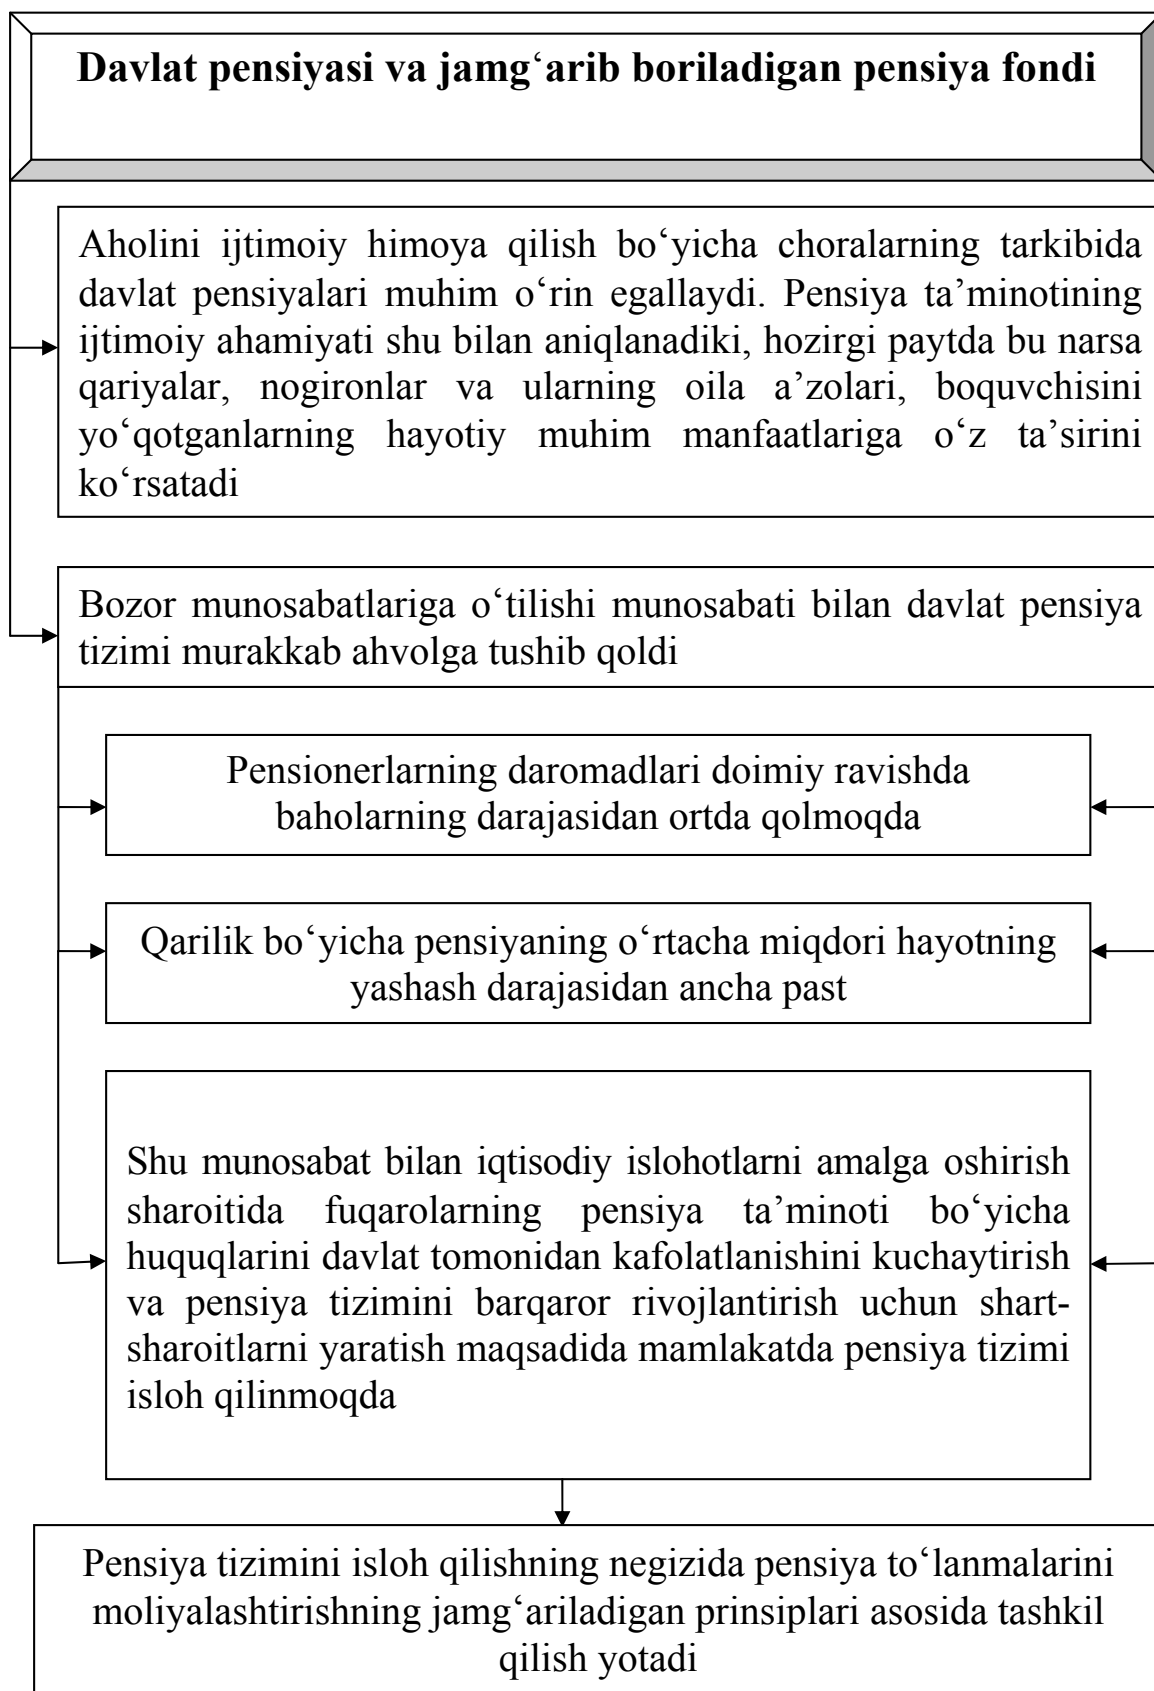 Davlat pensiyasi va jamg‘arib boriladigan pensiya fondi
Aholini ijtimoiy himoya qilish bo‘yicha choralarning tarkibida
davlat pensiyalari muhim o‘rin egallaydi. Pensiya ta’minotining
ijtimoiy ahamiyati shu bilan aniqlanadiki, hozirgi paytda bu narsa
qariyalar, nogironlar va ularning oila a’zolari, boquvchisini
yo‘qotganlarning hayotiy muhim manfaatlariga o‘z ta’sirini
ko‘rsatadi
Bozor munosabatlariga o‘tilishi munosabati bilan davlat pensiya
tizimi murakkab ahvolga tushib qoldi
Pensionerlarning daromadlari doimiy ravishda
baholarning darajasidan ortda qolmoqda
Qarilik bo‘yicha pensiyaning o‘rtacha miqdori hayotning
yashash darajasidan ancha past
Shu munosabat bilan iqtisodiy islohotlarni amalga oshirish
sharoitida fuqarolarning pensiya ta’minoti bo‘yicha
huquqlarini davlat tomonidan kafolatlanishini kuchaytirish
va pensiya tizimini barqaror rivojlantirish uchun shart-
sharoitlarni yaratish maqsadida mamlakatda pensiya tizimi
isloh qilinmoqda
Pensiya tizimini isloh qilishning negizida pensiya to‘lanmalarini
moliyalashtirishning jamg‘ariladigan prinsiplari asosida tashkil
qilish yotadi